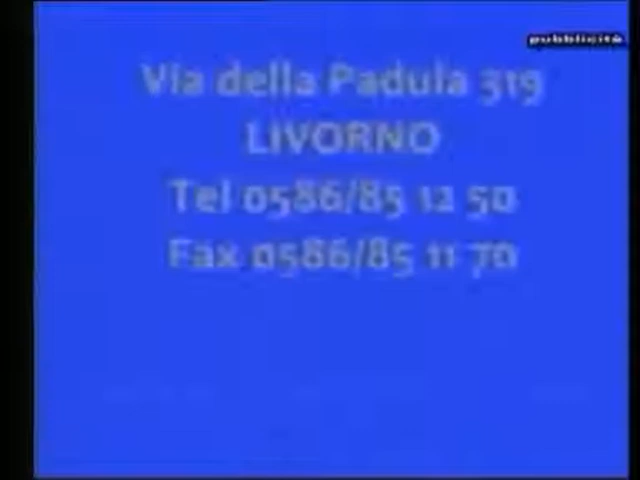 pubblicità
Via della Padula 319
LIVORNO
Tel 0586/85 12 50
Fax 0586/85 11 70